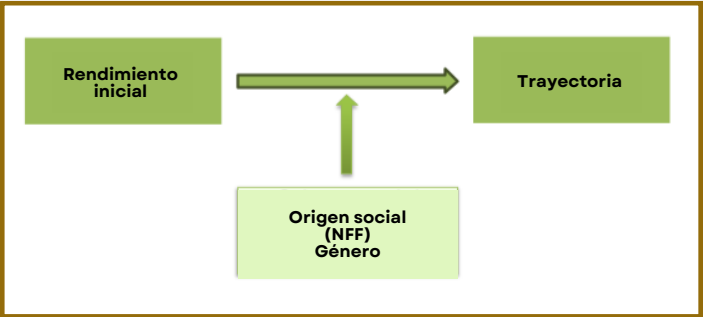 Rendimiento
inicial
Trayectoria
Origen social
(NFF)
Género